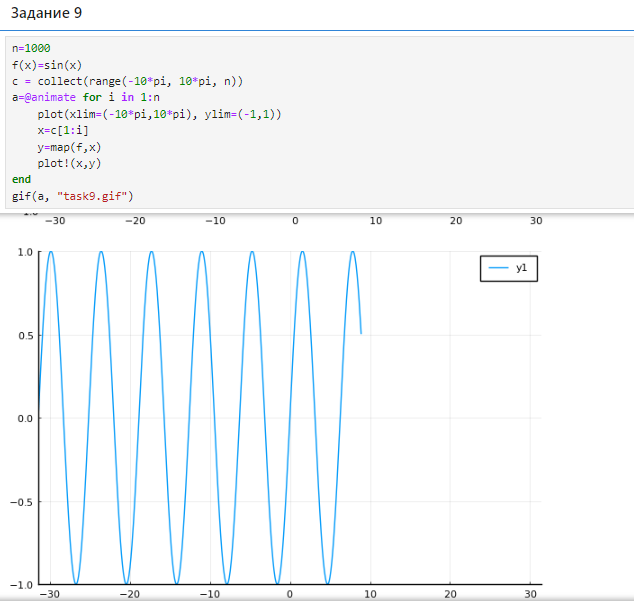 Задание 9
n=1000
f(x)=sin(x)
c = collect(range(-10*pi, 10*pi, n))
a=@animate for i in 1:n
    plot(xlim=(-10*pi,10*pi), ylim=(-1,1))
    x=c[1:i]
    y=map(f,x)
    plot!(x,y)
end
gif(a, "task9.gif")
−30 −20 −10 0 10 20 30
1.0
y1
0.5
0.0
−0.5
−1.0
−30 −20 −10 0 10 20 30